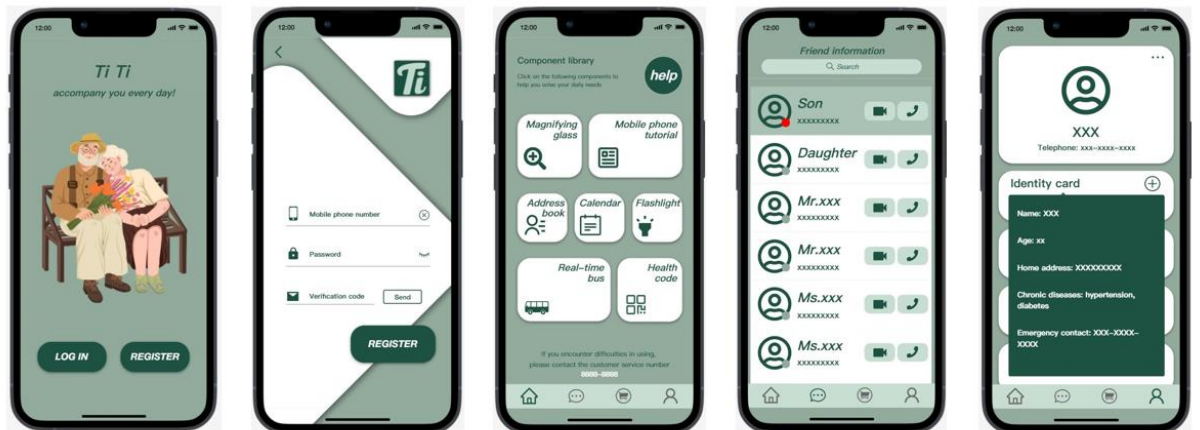 12:00
Ti Ti
accompany you every day!
LOG IN
REGISTER
12:00
Ti
Mobile phone number
Password
Verification code
Send
REGISTER
12:00
Component library
Click on the following components to
help you solve your daily needs
help
Magnifying
glass
Mobile phone
tutorial
Address
book
Calendar
Flashlight
Real-time
bus
Health
code
If you encounter difficulties in using,
please contact the customer service number
8888-8888
12:00
Friend information
Search
Son
xxxxxxxxx
Daughter
xxxxxxxxx
Mr.xxx
xxxxxxxxx
Mr.xxx
xxxxxxxxx
Ms.xxx
xxxxxxxxx
Ms.xxx
xxxxxxxxx
12:00
XXX
Telephone: xxx-xxxx-xxxx
Identity card
Name: XXX
Age: xx
Home address: XXXXXXXXX
Chronic diseases: hypertension,
diabetes
Emergency contact: XXX-XXXX-
XXXX